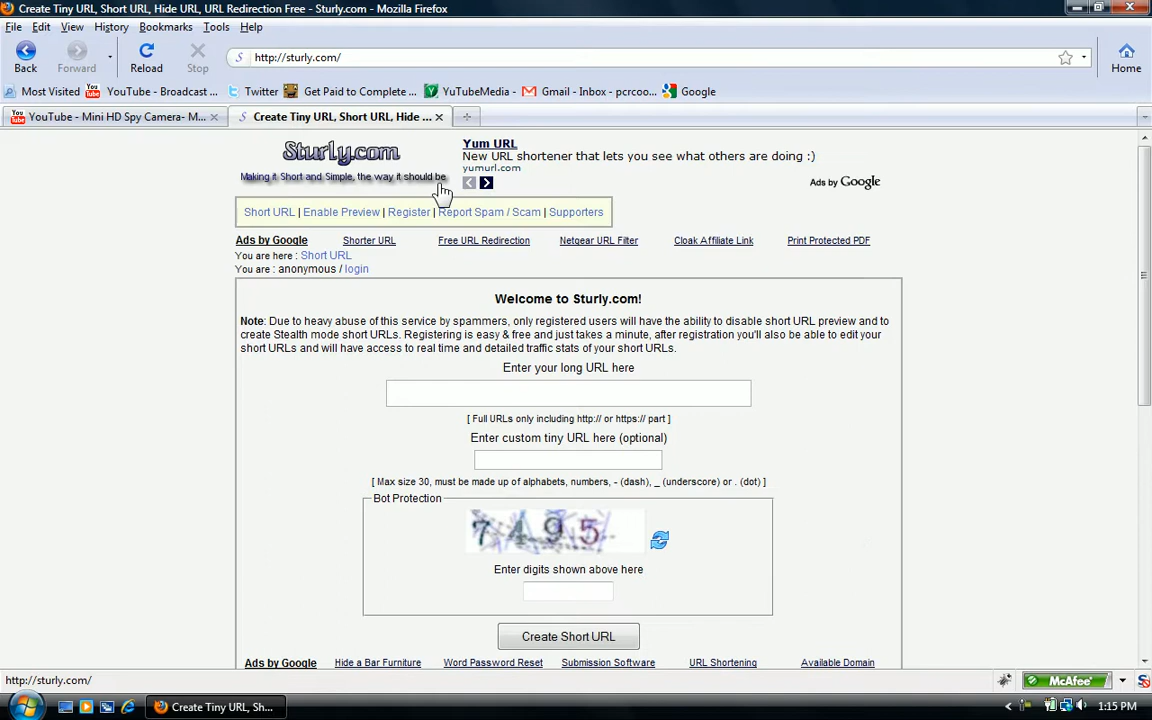 Create Tiny URL, Short URL, Hide URL, URL Redirection Free - Sturly.com - Mozilla Firefox
File Edit View History Bookmarks Tools Help
Back Forward Reload Stop http://sturly.com/ Home
Most Visited YouTube - Broadcast ... Twitter Get Paid to Complete ... YuTubeMedia - Gmail - Inbox - pcrcoo... Google
YouTube - Mini HD Spy Camera- M... Create Tiny URL, Short URL, Hide ...
Sturly.com
Making it Short and Simple, the way it should be
Yum URL
New URL shortener that lets you see what others are doing :)
yumurl.com
Ads by Google
Short URL | Enable Preview | Register | Report Spam / Scam | Supporters
Ads by Google Shorter URL Free URL Redirection Netgear URL Filter Cloak Affiliate Link Print Protected PDF
You are here : Short URL
You are : anonymous / login
Welcome to Sturly.com!
Note: Due to heavy abuse of this service by spammers, only registered users will have the ability to disable short URL preview and to
create Stealth mode short URLs. Registering is easy & free and just takes a minute, after registration you'll also be able to edit your
short URLs and will have access to real time and detailed traffic stats of your short URLs.
Enter your long URL here
[ Full URLs only including http:// or https:// part ]
Enter custom tiny URL here (optional)
[ Max size 30, must be made up of alphabets, numbers, - (dash), _ (underscore) or . (dot) ]
Bot Protection
7495
Enter digits shown above here
Create Short URL
Ads by Google Hide a Bar Furniture Word Password Reset Submission Software URL Shortening Available Domain
http://sturly.com/ McAfee
Create Tiny URL, Sh... 1:15 PM